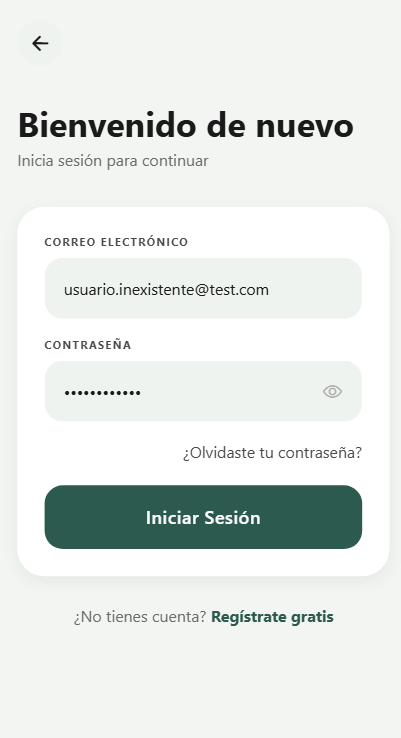 Bienvenido de nuevo
Inicia sesión para continuar
CORREO ELECTRÓNICO
usuario.inexistente@test.com
CONTRASEÑA
••••••••••••
¿Olvidaste tu contraseña?
Iniciar Sesión
¿No tienes cuenta? Regístrate gratis